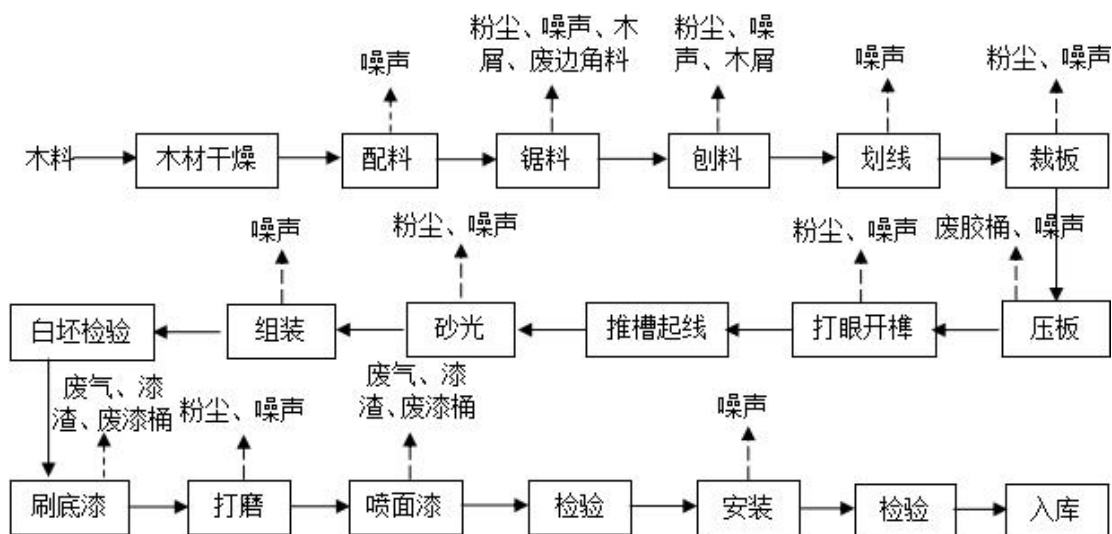 粉尘、噪声、木
屑、废边角料
粉尘、噪
声、木屑
噪声
噪声
粉尘、噪声
木料
木材干燥
配料
锯料
刨料
划线
裁板
噪声
粉尘、噪声
粉尘、噪声
废胶桶、噪声
白坯检验
组装
砂光
推槽起线
打眼开榫
压板
废气、漆
渣、废漆桶
粉尘、噪声
废气、漆
渣、废漆桶
噪声
刷底漆
打磨
喷面漆
检验
安装
检验
入库